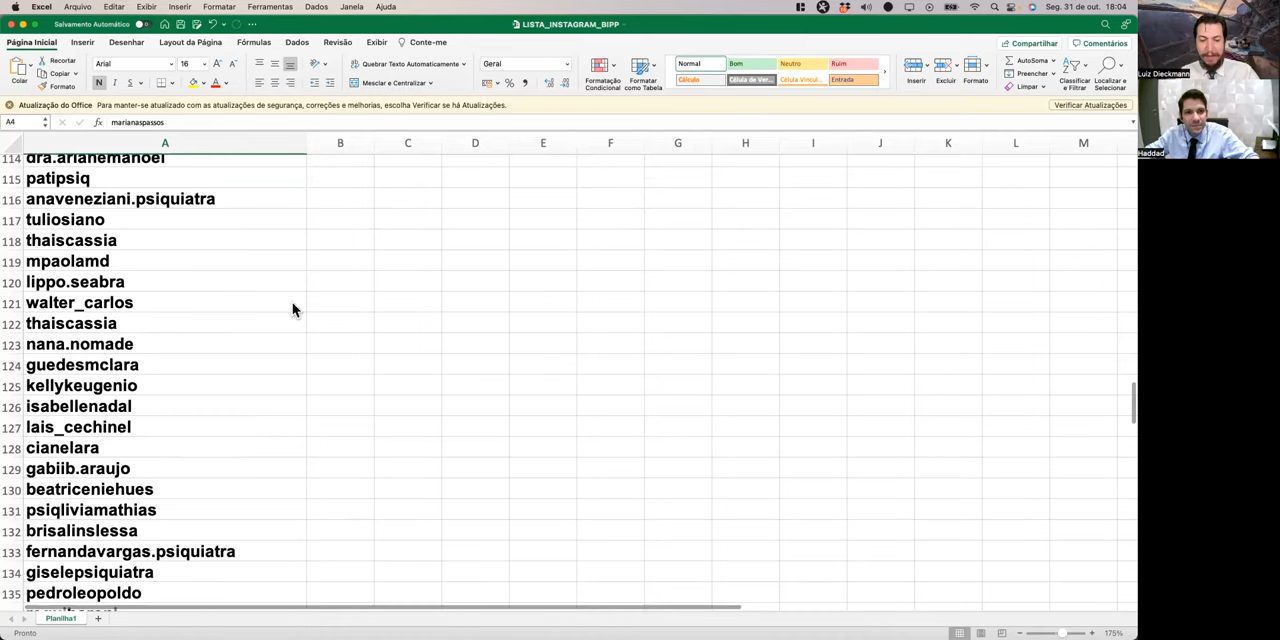 Excel Arquivo Editar Exibir Inserir Formatar Ferramentas Dados Janela Ajuda Seg. 31 de out. 18:04
Salvamento Automático LISTA_INSTAGRAM_BIPP
Página Inicial Inserir Desenhar Layout da Página Fórmulas Dados Revisão Exibir Conte-me Compartilhar Comentários
Colar Recortar Copiar Formato
Arial 16
N I S
Quebrar Texto Automaticamente
Mesclar e Centralizar
Geral
Formatação Condicional
Formatar como Tabela
Normal Bom Neutro Ruim
Cálculo Célula de Ver... Célula Vincul... Entrada
Inserir Excluir Formato
AutoSoma
Preencher
Limpar
Classificar e Filtrar
Localizar e Selecionar
Atualização do Office Para manter-se atualizado com as atualizações de segurança, correções e melhorias, escolha Verificar se há Atualizações. Verificar Atualizações
A4 fx marianaspassos
A B C D E F G H I J K L M
114 dra.arianemanoel
115 patipsiq
116 anaveneziani.psiquiatra
117 tuliosiano
118 thaiscassia
119 mpaolamd
120 lippo.seabra
121 walter_carlos
122 thaiscassia
123 nana.nomade
124 guedesmclara
125 kellykeugenio
126 isabellenadal
127 lais_cechinel
128 cianelara
129 gabiib.araujo
130 beatriceniehues
131 psiqliviamathias
132 brisalinslessa
133 fernandavargas.psiquiatra
134 giselepsiquiatra
135 pedroleopoldo
Planilha1
Pronto 175%
Luiz Dieckmann
Haddad